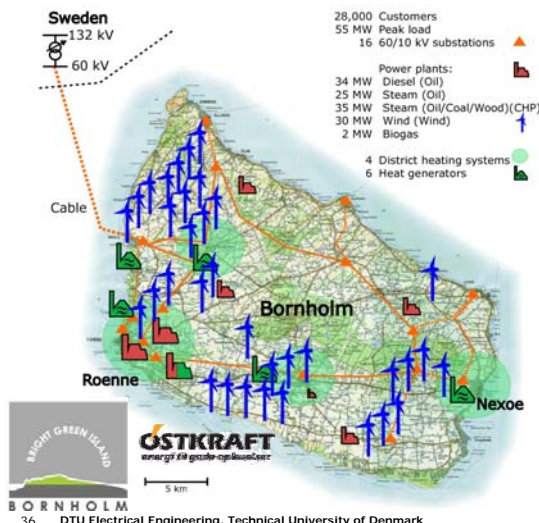 Sweden
132 kV
60 kV
28,000 Customers
55 MW Peak load
16 60/10 kV substations
Power plants:
34 MW Diesel (Oil)
25 MW Steam (Oil)
35 MW Steam (Oil/Coal/Wood)(CHP)
30 MW Wind (Wind)
2 MW Biogas
4 District heating systems
6 Heat generators
Cable
Bornholm
Roenne
Nexoe
BRIGHT GREEN ISLAND
BORNHOLM
ØSTKRAFT
5 km
36 DTU Electrical Engineering, Technical University of Denmark